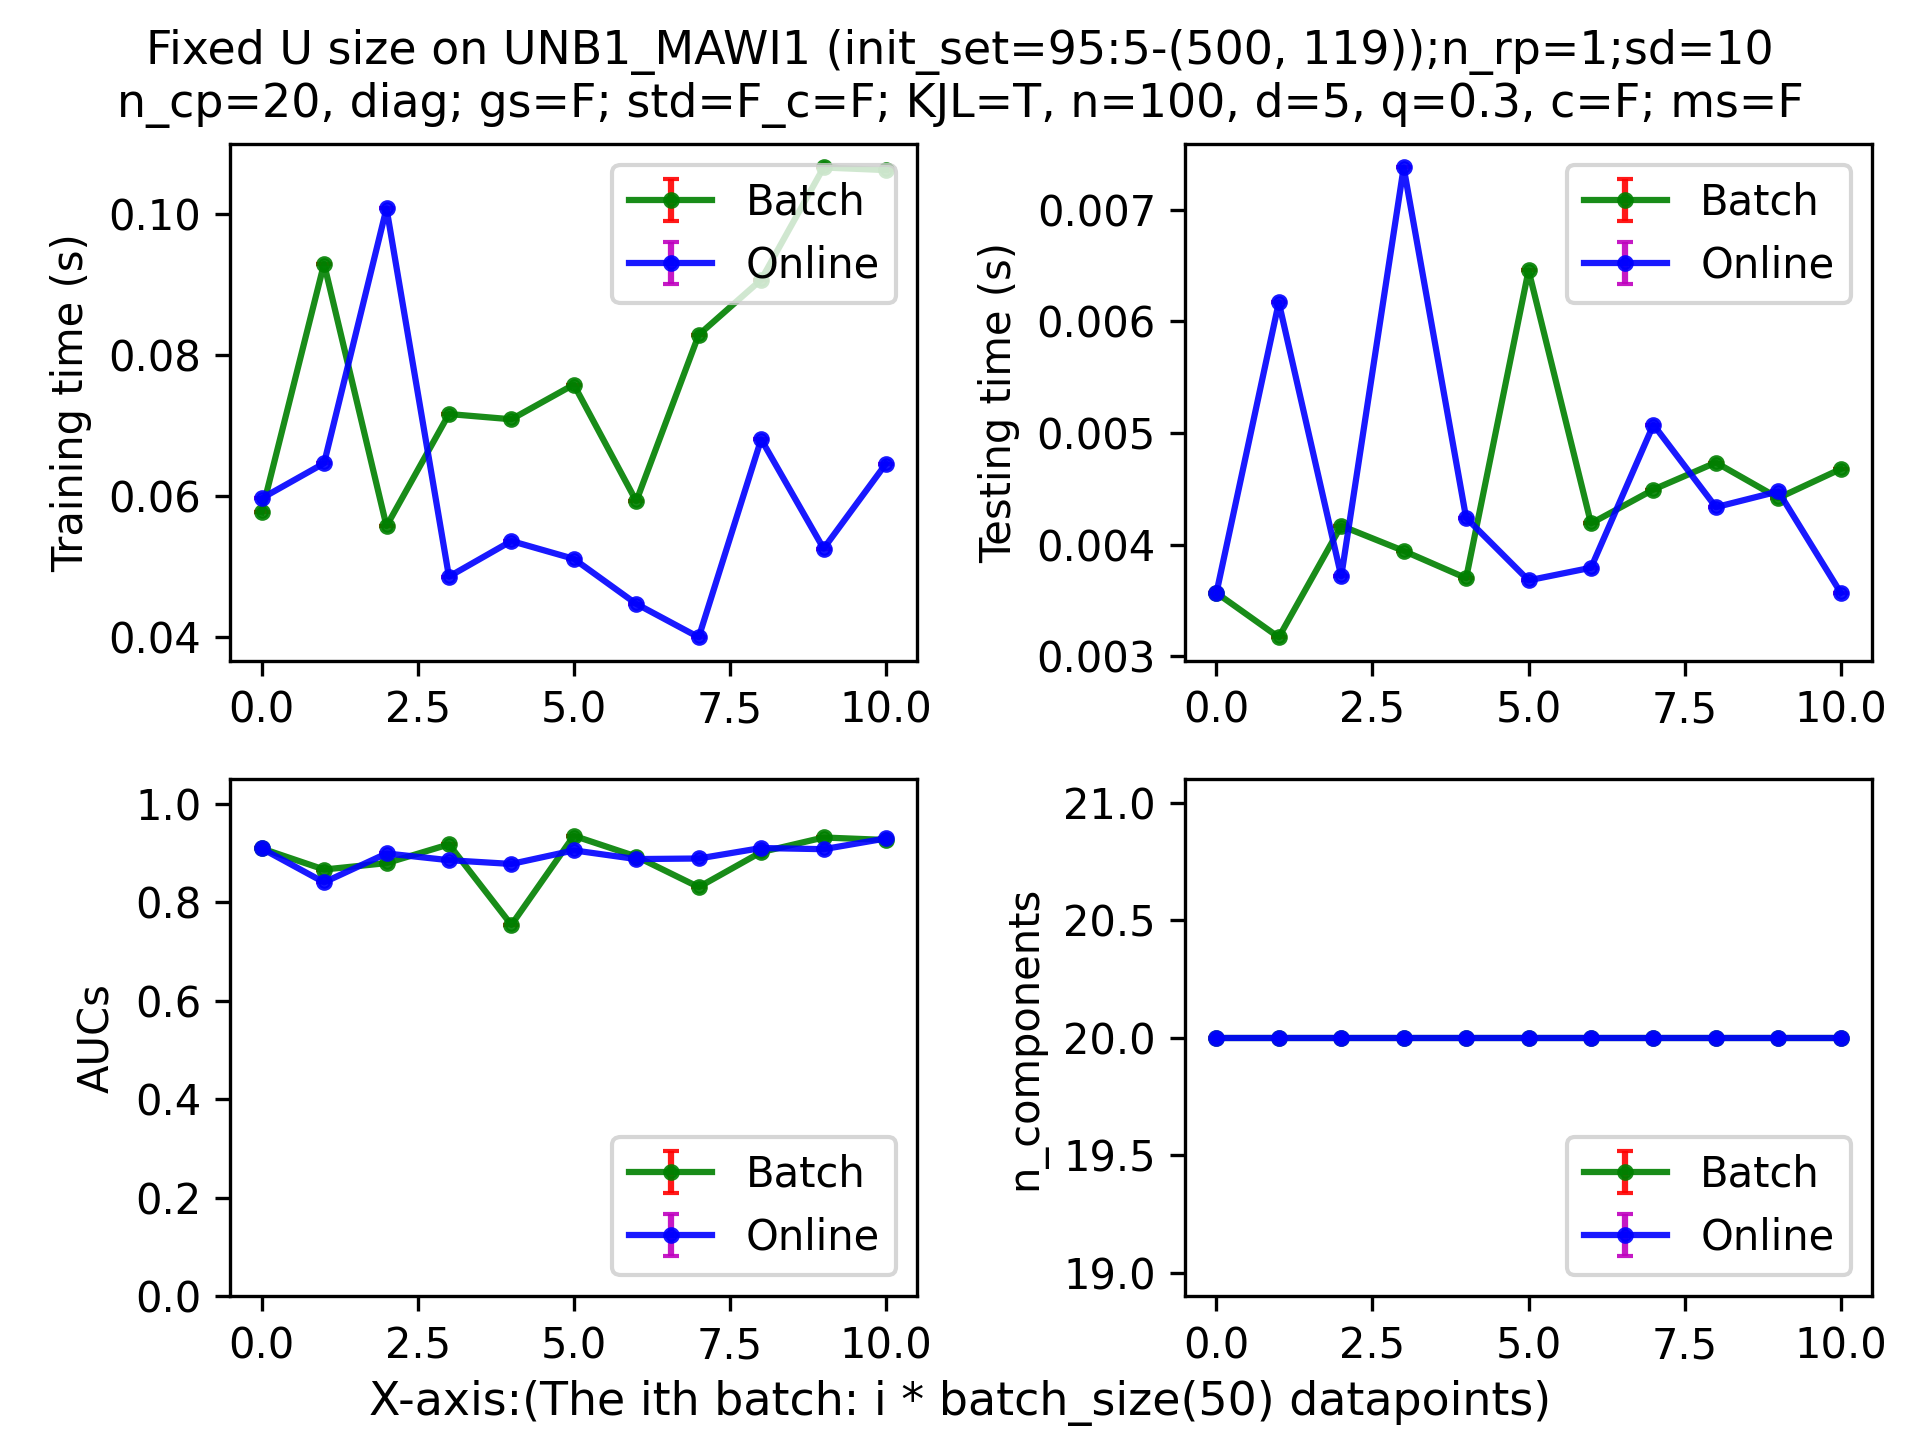 Fixed U size on UNB1_MAWI1 (init_set=95:5-(500, 119));n_rp=1;sd=10
n_cp=20, diag; gs=F; std=F_c=F; KJL=T, n=100, d=5, q=0.3, c=F; ms=F
Training time (s)
0.10
0.08
0.06
0.04
0.0 2.5 5.0 7.5 10.0
Batch
Online
Testing time (s)
0.007
0.006
0.005
0.004
0.003
0.0 2.5 5.0 7.5 10.0
Batch
Online
AUCs
1.0
0.8
0.6
0.4
0.2
0.0
0.0 2.5 5.0 7.5 10.0
Batch
Online
n_components
21.0
20.5
20.0
19.5
19.0
0.0 2.5 5.0 7.5 10.0
Batch
Online
X-axis:(The ith batch: i * batch_size(50) datapoints)